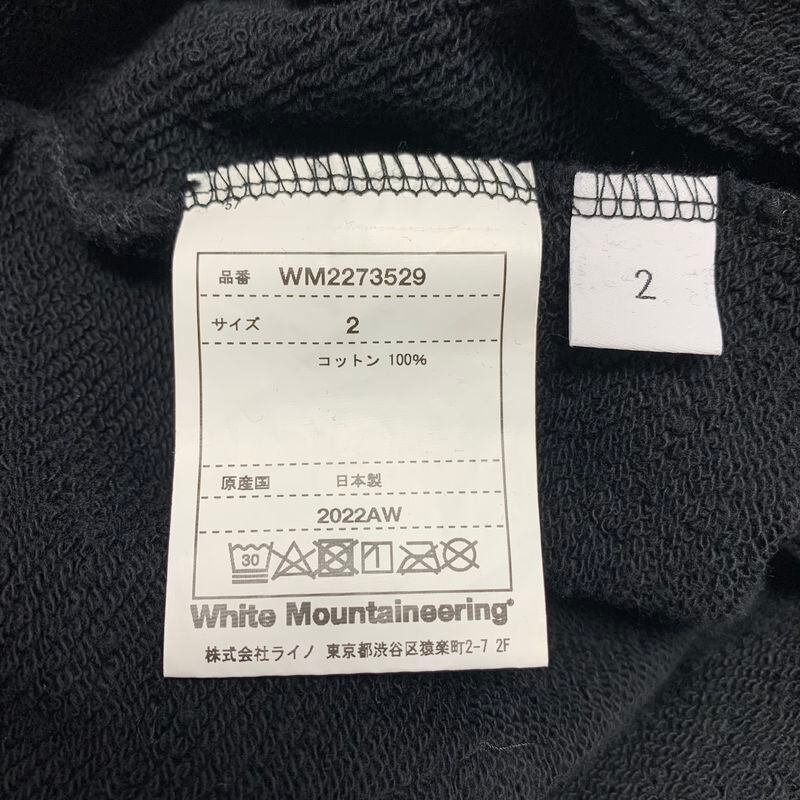 57
品番 WM2273529
サイズ 2
コットン 100%
原産国 日本製
2022AW
30
White Mountaineering®
株式会社ライノ 東京都渋谷区猿楽町2-7 2F
2